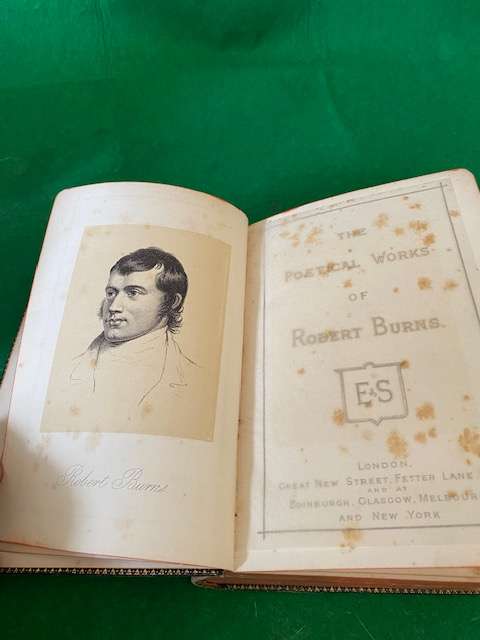 Robert Burns
THE
POETICAL WORKS
OF
ROBERT BURNS.
E&S
LONDON,
GREAT NEW STREET, FETTER LANE,
AND AT
EDINBURGH, GLASGOW, MELBOUR
AND NEW YORK